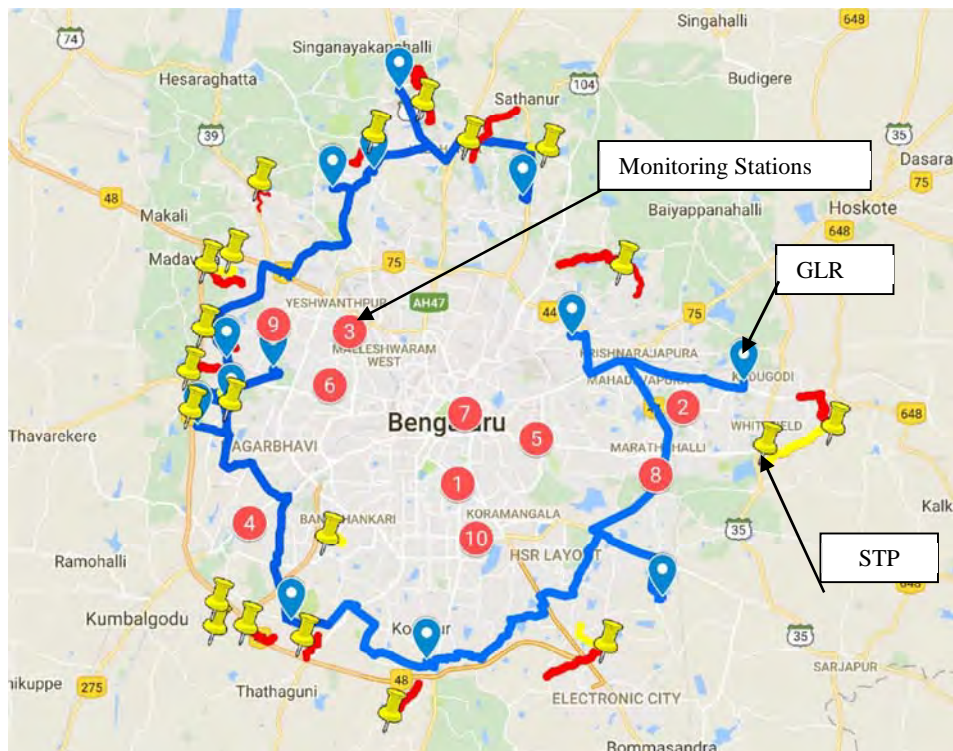 Singahalli
648
74
Singanayakanahalli
Hesaraghatta
104
Budigere
Sathanur
39
35
Monitoring Stations
Dasara
75
48
Hoskote
Baiyappanahalli
Makali
648
Madav
75
GLR
YESHWANTHPUR
AH47
44
75
9
3
MALLESHWARAM
WEST
KRISHNARAJAPURA
MAHADEVAPURA
6
2
7
648
Thavarekere
Bengaluru
5
AGARBHAVI
8
1
KORAMANGALA
4
10
35
HSR LAYOUT
STP
Ramohalli
648
Kumbalgodu
35
SARJAPUR
nikuppe
275
Thathaguni
48
ELECTRONIC CITY
Bommasandra